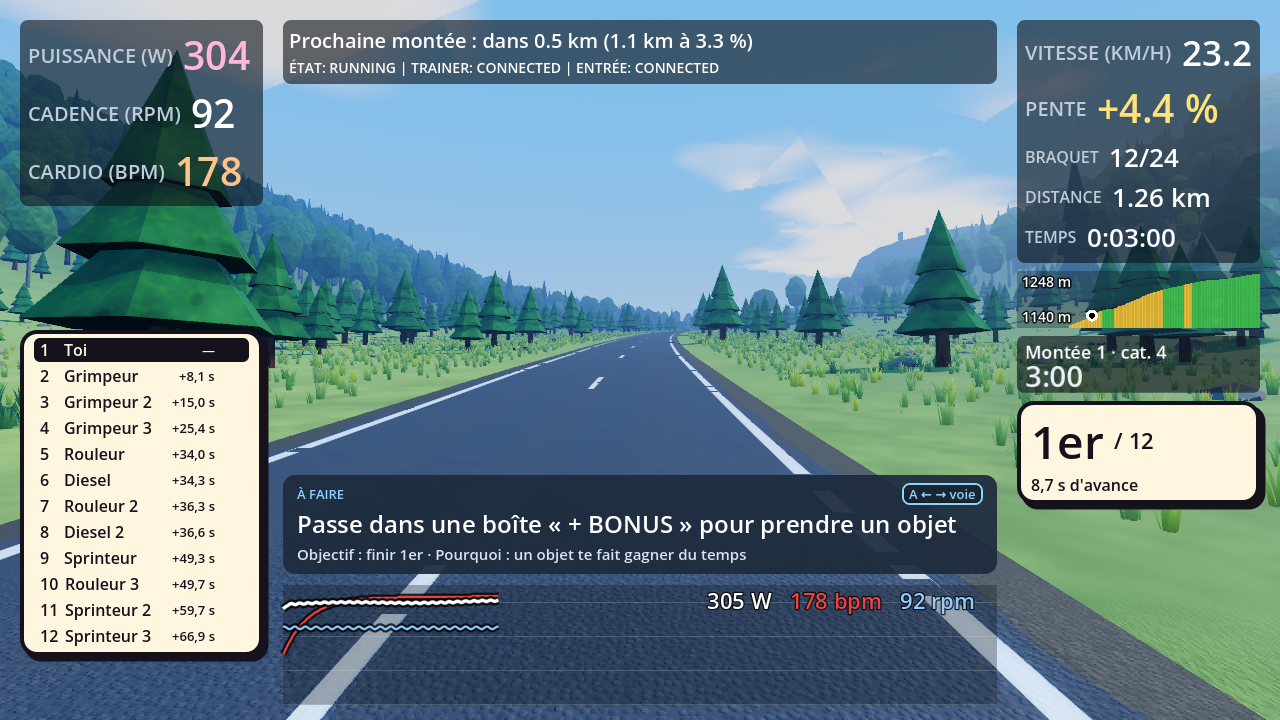 PUISSANCE (W) 304
CADENCE (RPM) 92
CARDIO (BPM) 178
Prochaine montée : dans 0.5 km (1.1 km à 3.3 %)
ÉTAT: RUNNING | TRAINER: CONNECTED | ENTRÉE: CONNECTED
VITESSE (KM/H) 23.2
PENTE +4.4 %
BRAQUET 12/24
DISTANCE 1.26 km
TEMPS 0:03:00
1248 m
1140 m
Montée 1 · cat. 4
3:00
1er / 12
8,7 s d'avance
1 Toi —
2 Grimpeur +8,1 s
3 Grimpeur 2 +15,0 s
4 Grimpeur 3 +25,4 s
5 Rouleur +34,0 s
6 Diesel +34,3 s
7 Rouleur 2 +36,3 s
8 Diesel 2 +36,6 s
9 Sprinteur +49,3 s
10 Rouleur 3 +49,7 s
11 Sprinteur 2 +59,7 s
12 Sprinteur 3 +66,9 s
À FAIRE
A ← → voie
Passe dans une boîte « + BONUS » pour prendre un objet
Objectif : finir 1er · Pourquoi : un objet te fait gagner du temps
305 W 178 bpm 92 rpm